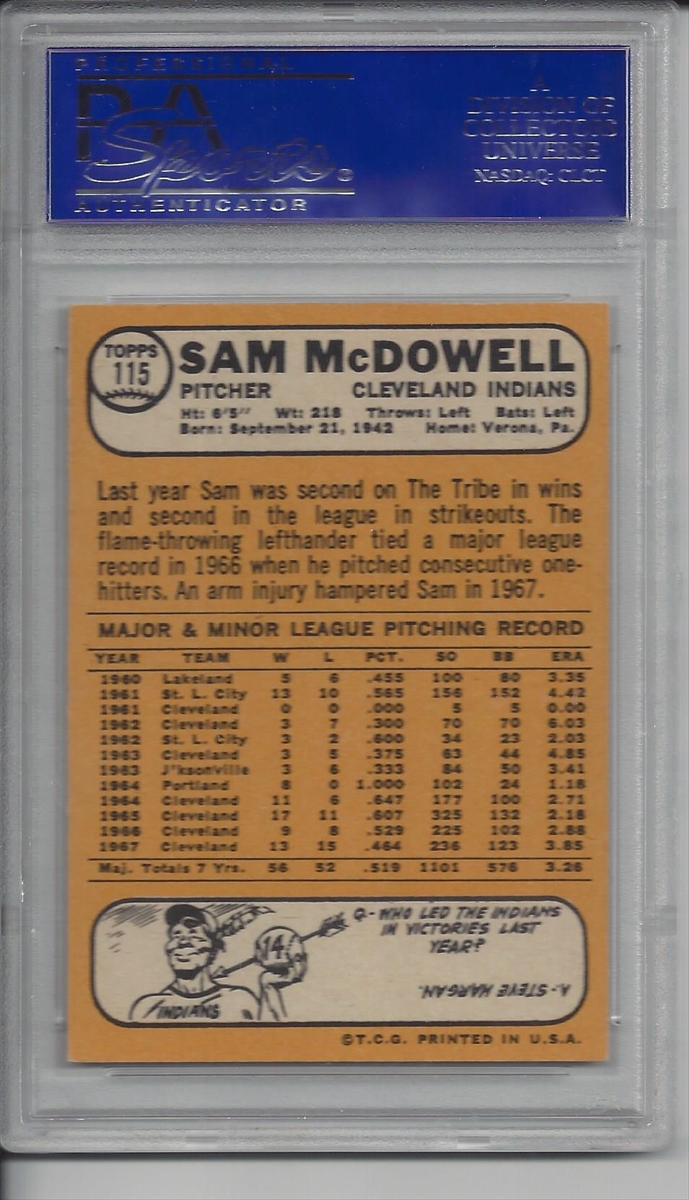 PROFESSIONAL
PSA
Sports®
AUTHENTICATOR
A
DIVISION OF
COLLECTORS
UNIVERSE
NASDAQ: CLCT
TOPPS
115
SAM McDOWELL
PITCHER CLEVELAND INDIANS
Ht: 6'5" Wt: 218 Throws: Left Bats: Left
Born: September 21, 1942 Home: Verona, Pa.
Last year Sam was second on The Tribe in wins
and second in the league in strikeouts. The
flame-throwing lefthander tied a major league
record in 1966 when he pitched consecutive one-
hitters. An arm injury hampered Sam in 1967.
MAJOR & MINOR LEAGUE PITCHING RECORD
YEAR TEAM W L PCT. SO BB ERA
1960 Lakeland 5 6 .455 100 80 3.35
1961 St. L. City 13 10 .565 156 152 4.42
1961 Cleveland 0 0 .000 5 5 0.00
1962 Cleveland 3 7 .300 70 70 6.03
1962 St. L. City 3 2 .600 34 23 2.03
1963 Cleveland 3 5 .375 63 44 4.85
1963 J'ksonville 3 6 .333 84 50 3.41
1964 Portland 8 0 1.000 102 24 1.18
1964 Cleveland 11 6 .647 177 100 2.71
1965 Cleveland 17 11 .607 325 132 2.18
1966 Cleveland 9 8 .529 225 102 2.88
1967 Cleveland 13 15 .464 236 123 3.85
Maj. Totals 7 Yrs. 56 52 .519 1101 576 3.26
Q-WHO LED THE INDIANS
IN VICTORIES LAST
YEAR?
14
INDIANS
A-STEVE HARGAN.
©T.C.G. PRINTED IN U.S.A.